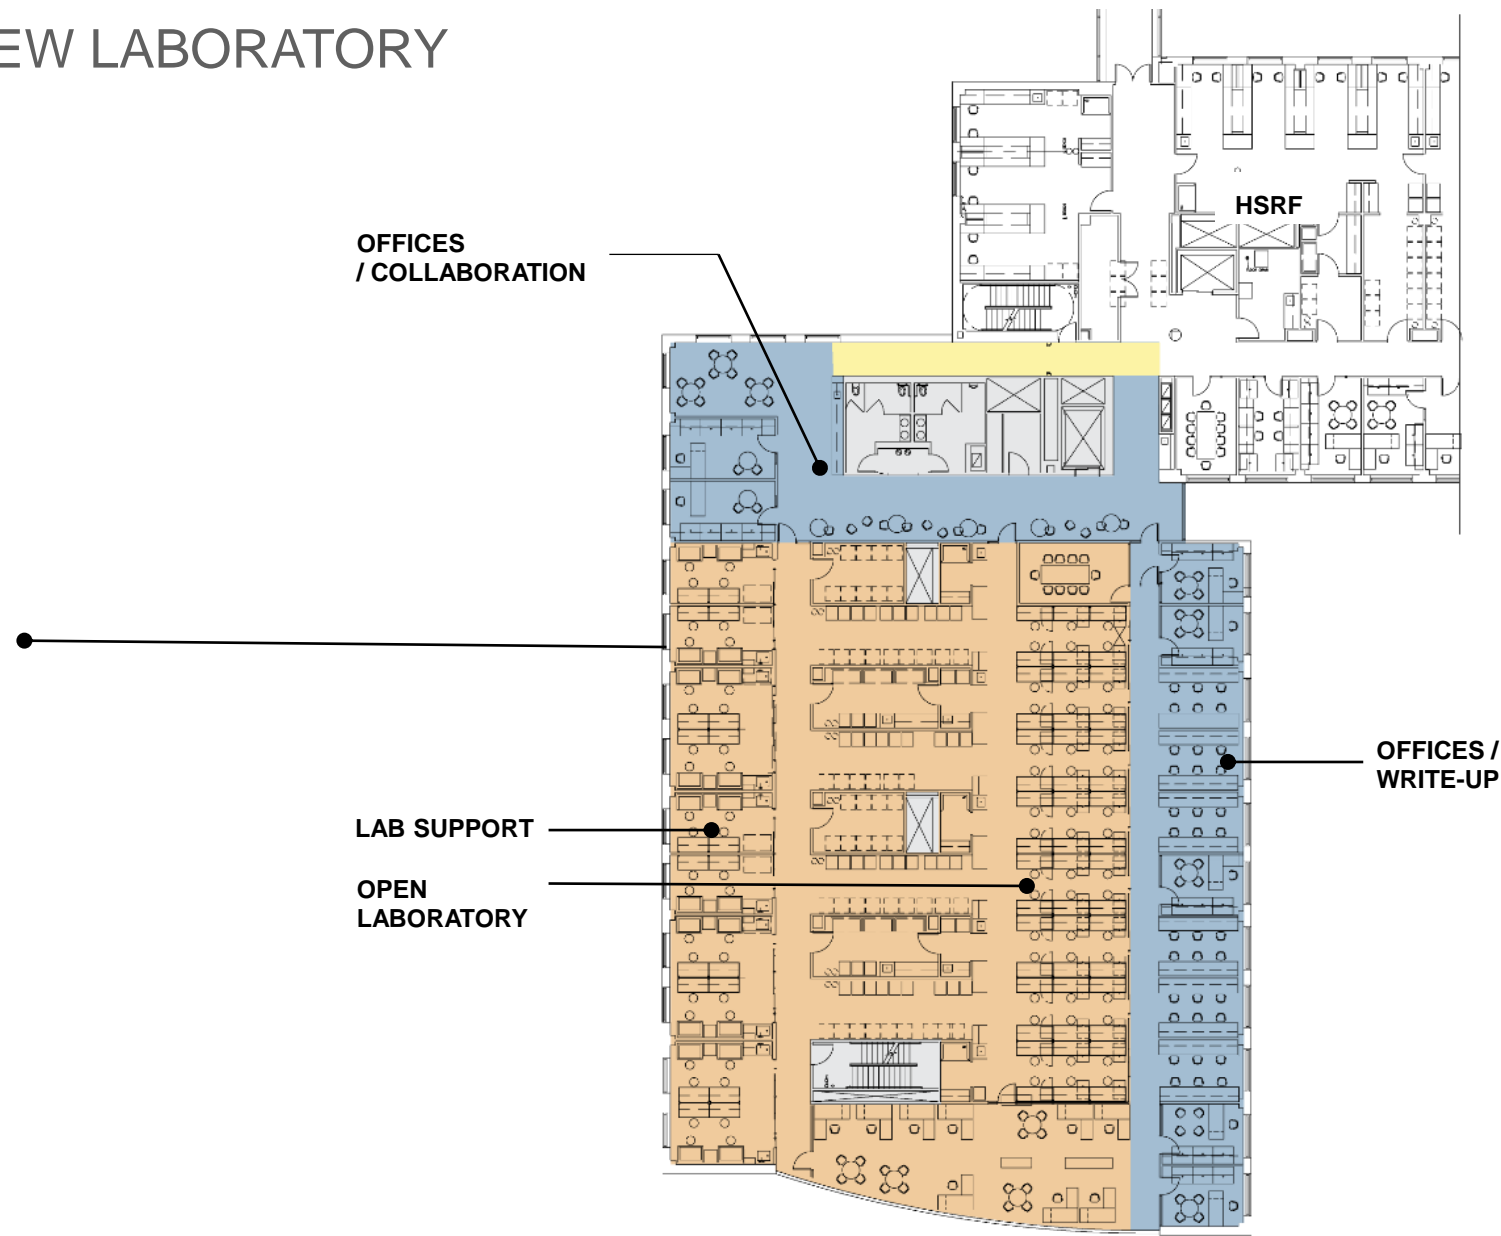 EW LABORATORY
HSRF
OFFICES
/ COLLABORATION
OFFICES /
WRITE-UP
LAB SUPPORT
OPEN
LABORATORY